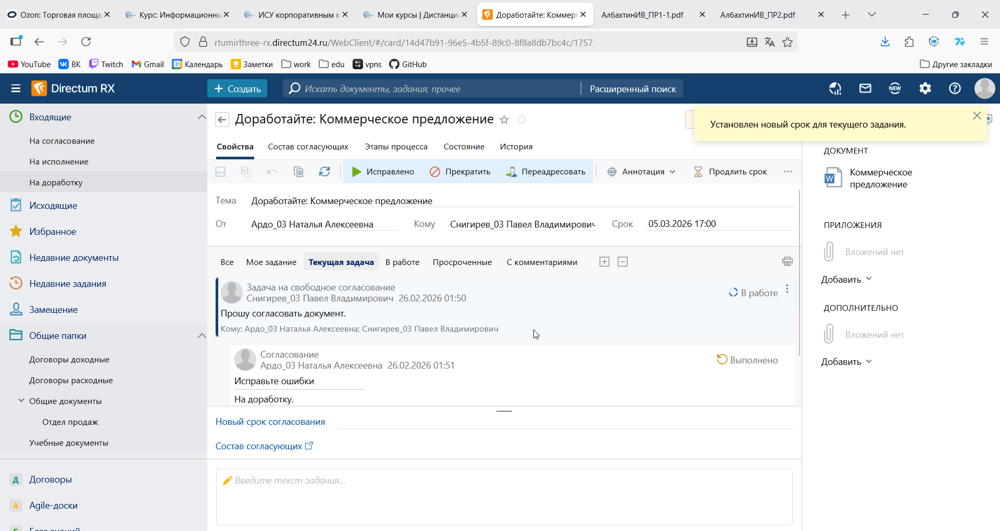 Ozon: Торговая площа
Курс: Информационны
ИСУ корпоративным к
Мои курсы | Дистанци
Доработайте: Коммер
АлбахтинИВ_ПР1-1.pdf
АлбахтинИВ_ПР2.pdf
rtumirthree-rx.directum24.ru/WebClient/#/card/14d47b91-96e5-4b5f-89c0-8f8a8db7bc4c/1757
YouTube
ВК
Twitch
Gmail
Календарь
Заметки
work
edu
vpns
GitHub
Другие закладки
Directum RX
Создать
Искать документы, задания, прочее
Расширенный поиск
NEW
Входящие
На согласование
На исполнение
На доработку
Исходящие
Избранное
Недавние документы
Недавние задания
Замещение
Общие папки
Договоры доходные
Договоры расходные
Общие документы
Отдел продаж
Учебные документы
Д Договоры
А Agile-доски
База знаний
Доработайте: Коммерческое предложение
Установлен новый срок для текущего задания.
Свойства
Состав согласующих
Этапы процесса
Состояние
История
Исправлено
Прекратить
Переадресовать
AI
Аннотация
Продлить срок
Тема
Доработайте: Коммерческое предложение
От
Ардо_03 Наталья Алексеевна
Кому
Снигирев_03 Павел Владимирович
Срок
05.03.2026 17:00
Все
Мое задание
Текущая задача
В работе
Просроченные
С комментариями
Задача на свободное согласование
Снигирев_03 Павел Владимирович 26.02.2026 01:50
В работе
Прошу согласовать документ.
Кому: Ардо_03 Наталья Алексеевна; Снигирев_03 Павел Владимирович
Согласование
Ардо_03 Наталья Алексеевна 26.02.2026 01:51
Выполнено
Исправьте ошибки
На доработку.
Новый срок согласования
Состав согласующих
Введите текст задания...
ДОКУМЕНТ
W
Коммерческое
предложение
ПРИЛОЖЕНИЯ
Вложений нет
Добавить
ДОПОЛНИТЕЛЬНО
Вложений нет
Добавить